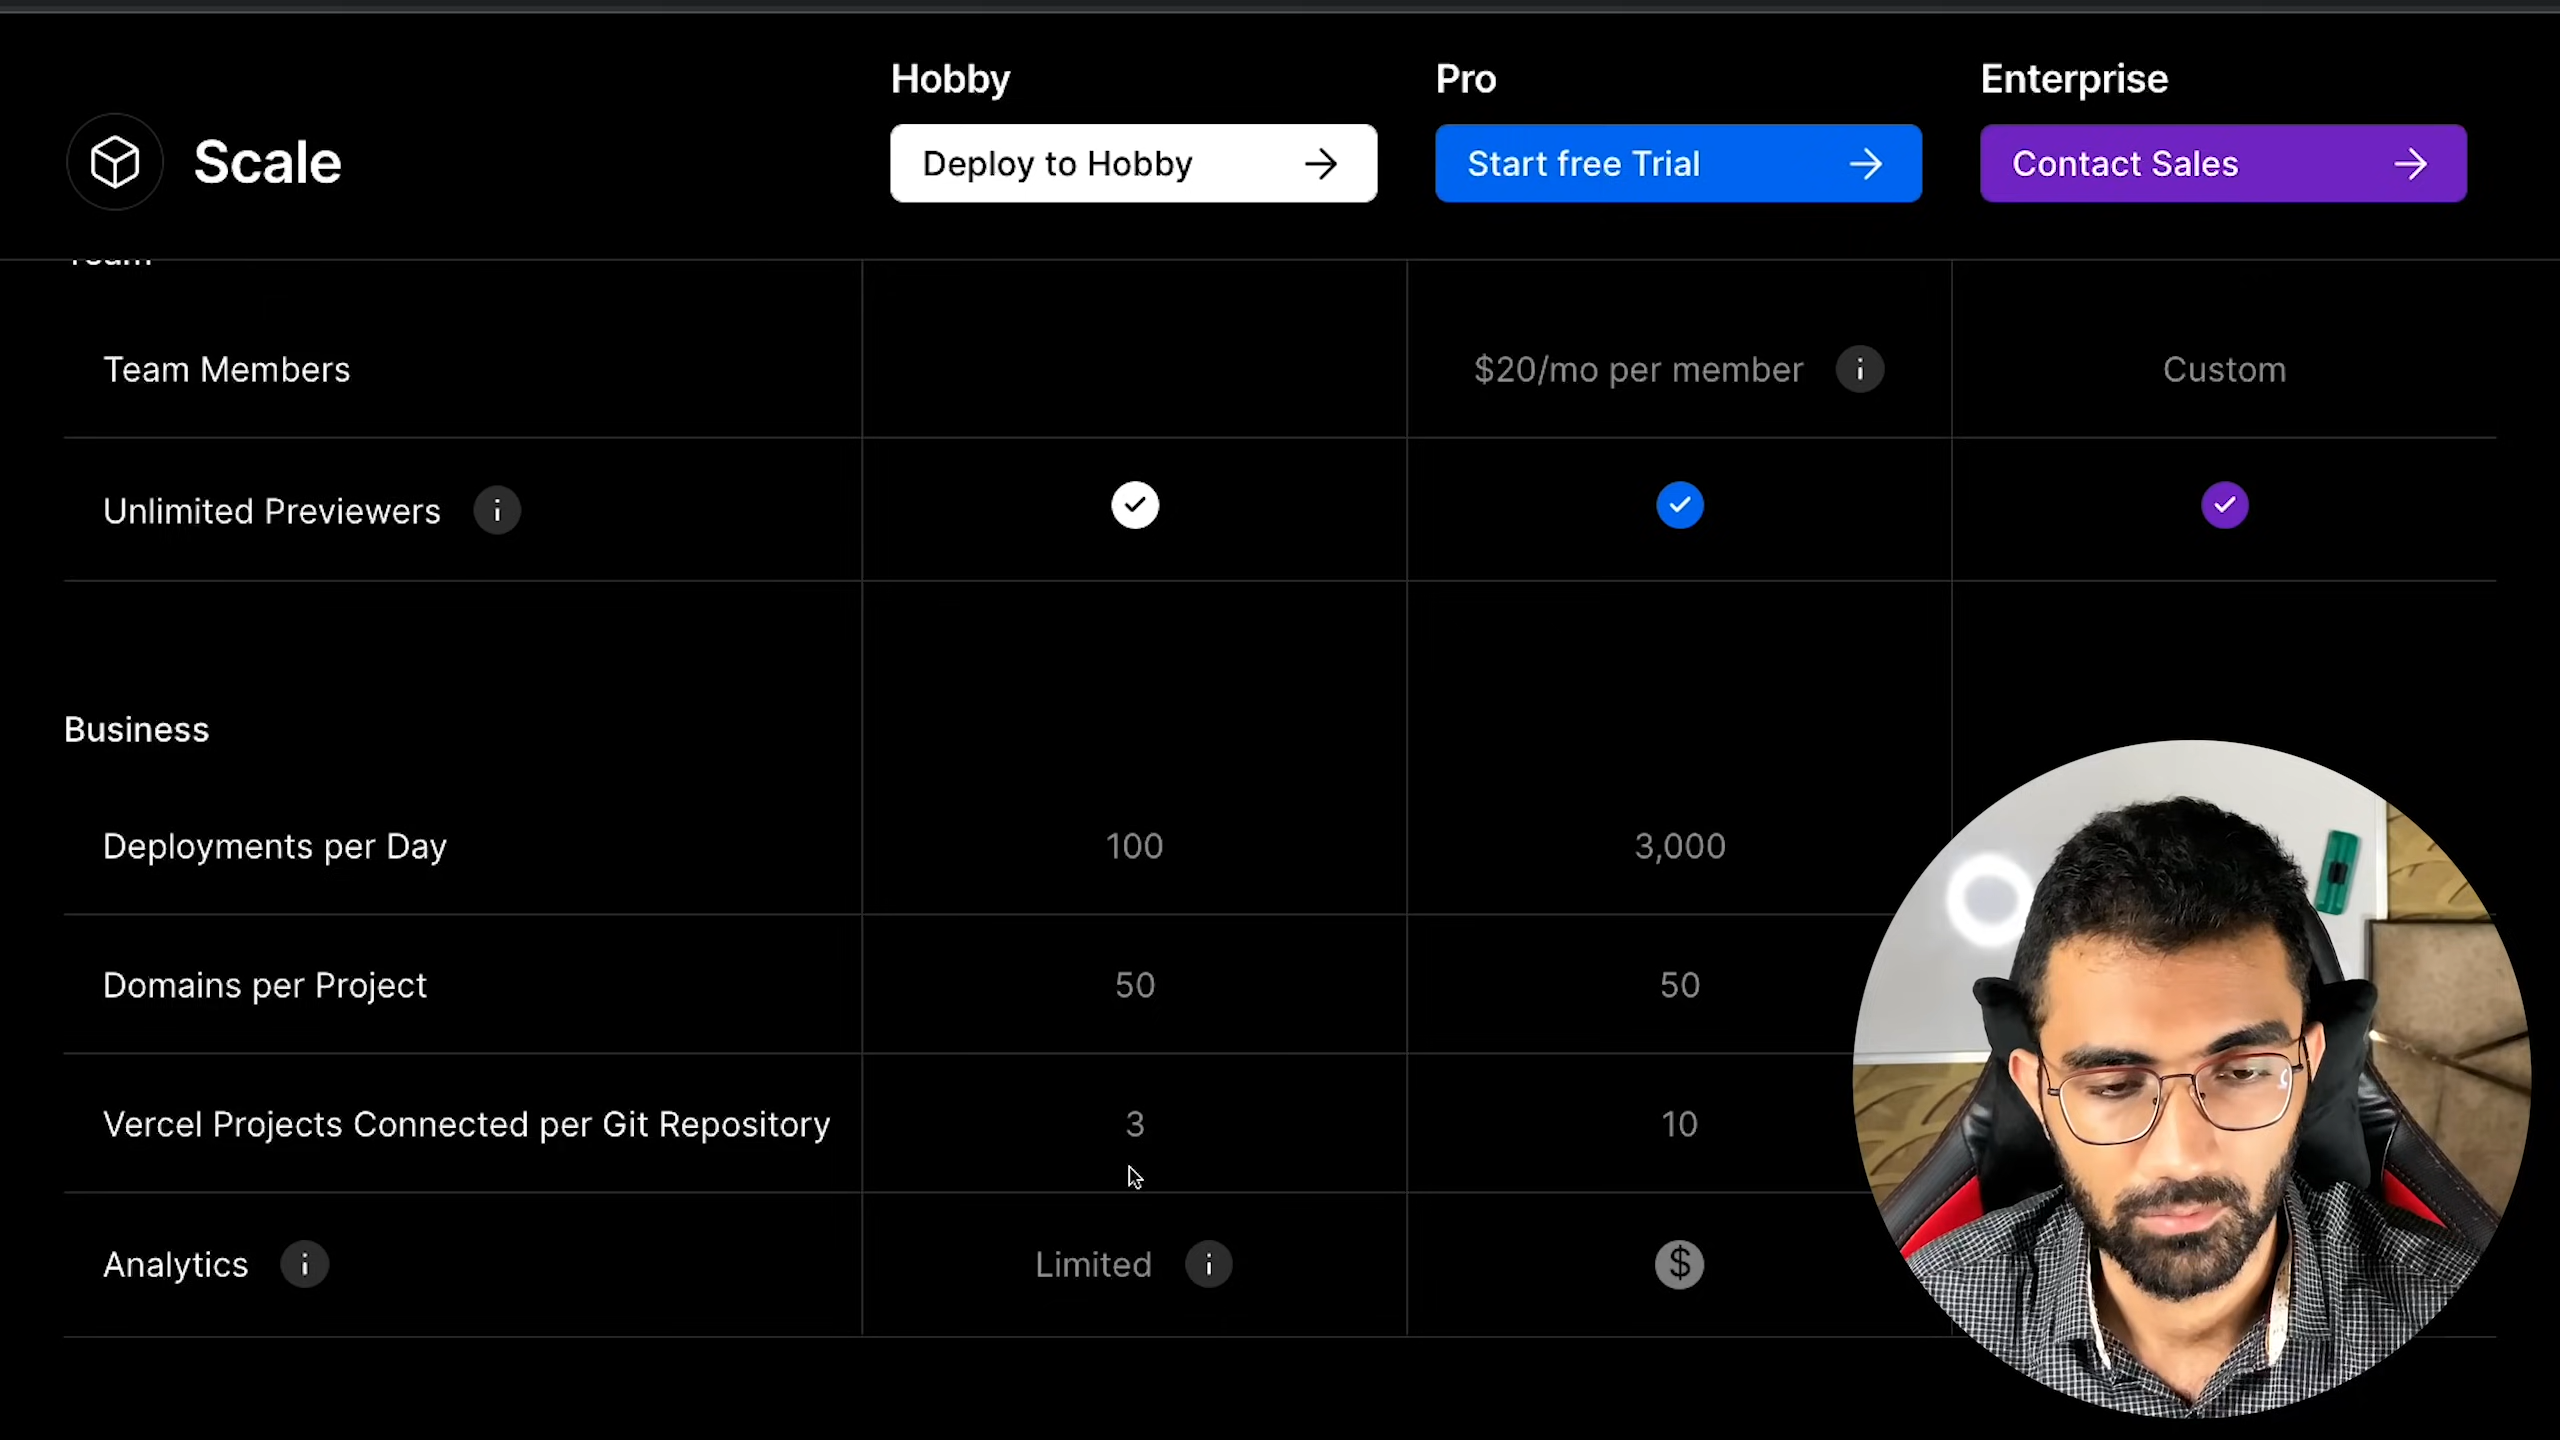 Hobby
Pro
Enterprise
Scale
Deploy to Hobby
Start free Trial
Contact Sales
Team
Team Members
$20/mo per member
Custom
Unlimited Previewers
Business
Deployments per Day
100
3,000
Domains per Project
50
50
Vercel Projects Connected per Git Repository
3
10
Analytics
Limited
$